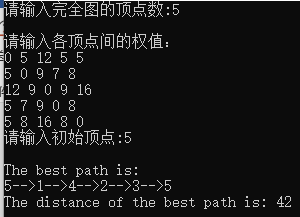 请输入完全图的顶点数:5
请输入各顶点间的权值:
0 5 12 5 5
5 0 9 7 8
12 9 0 9 16
5 7 9 0 8
5 8 16 8 0
请输入初始顶点:5
The best path is:
5-->1-->4-->2-->3-->5
The distance of the best path is: 42